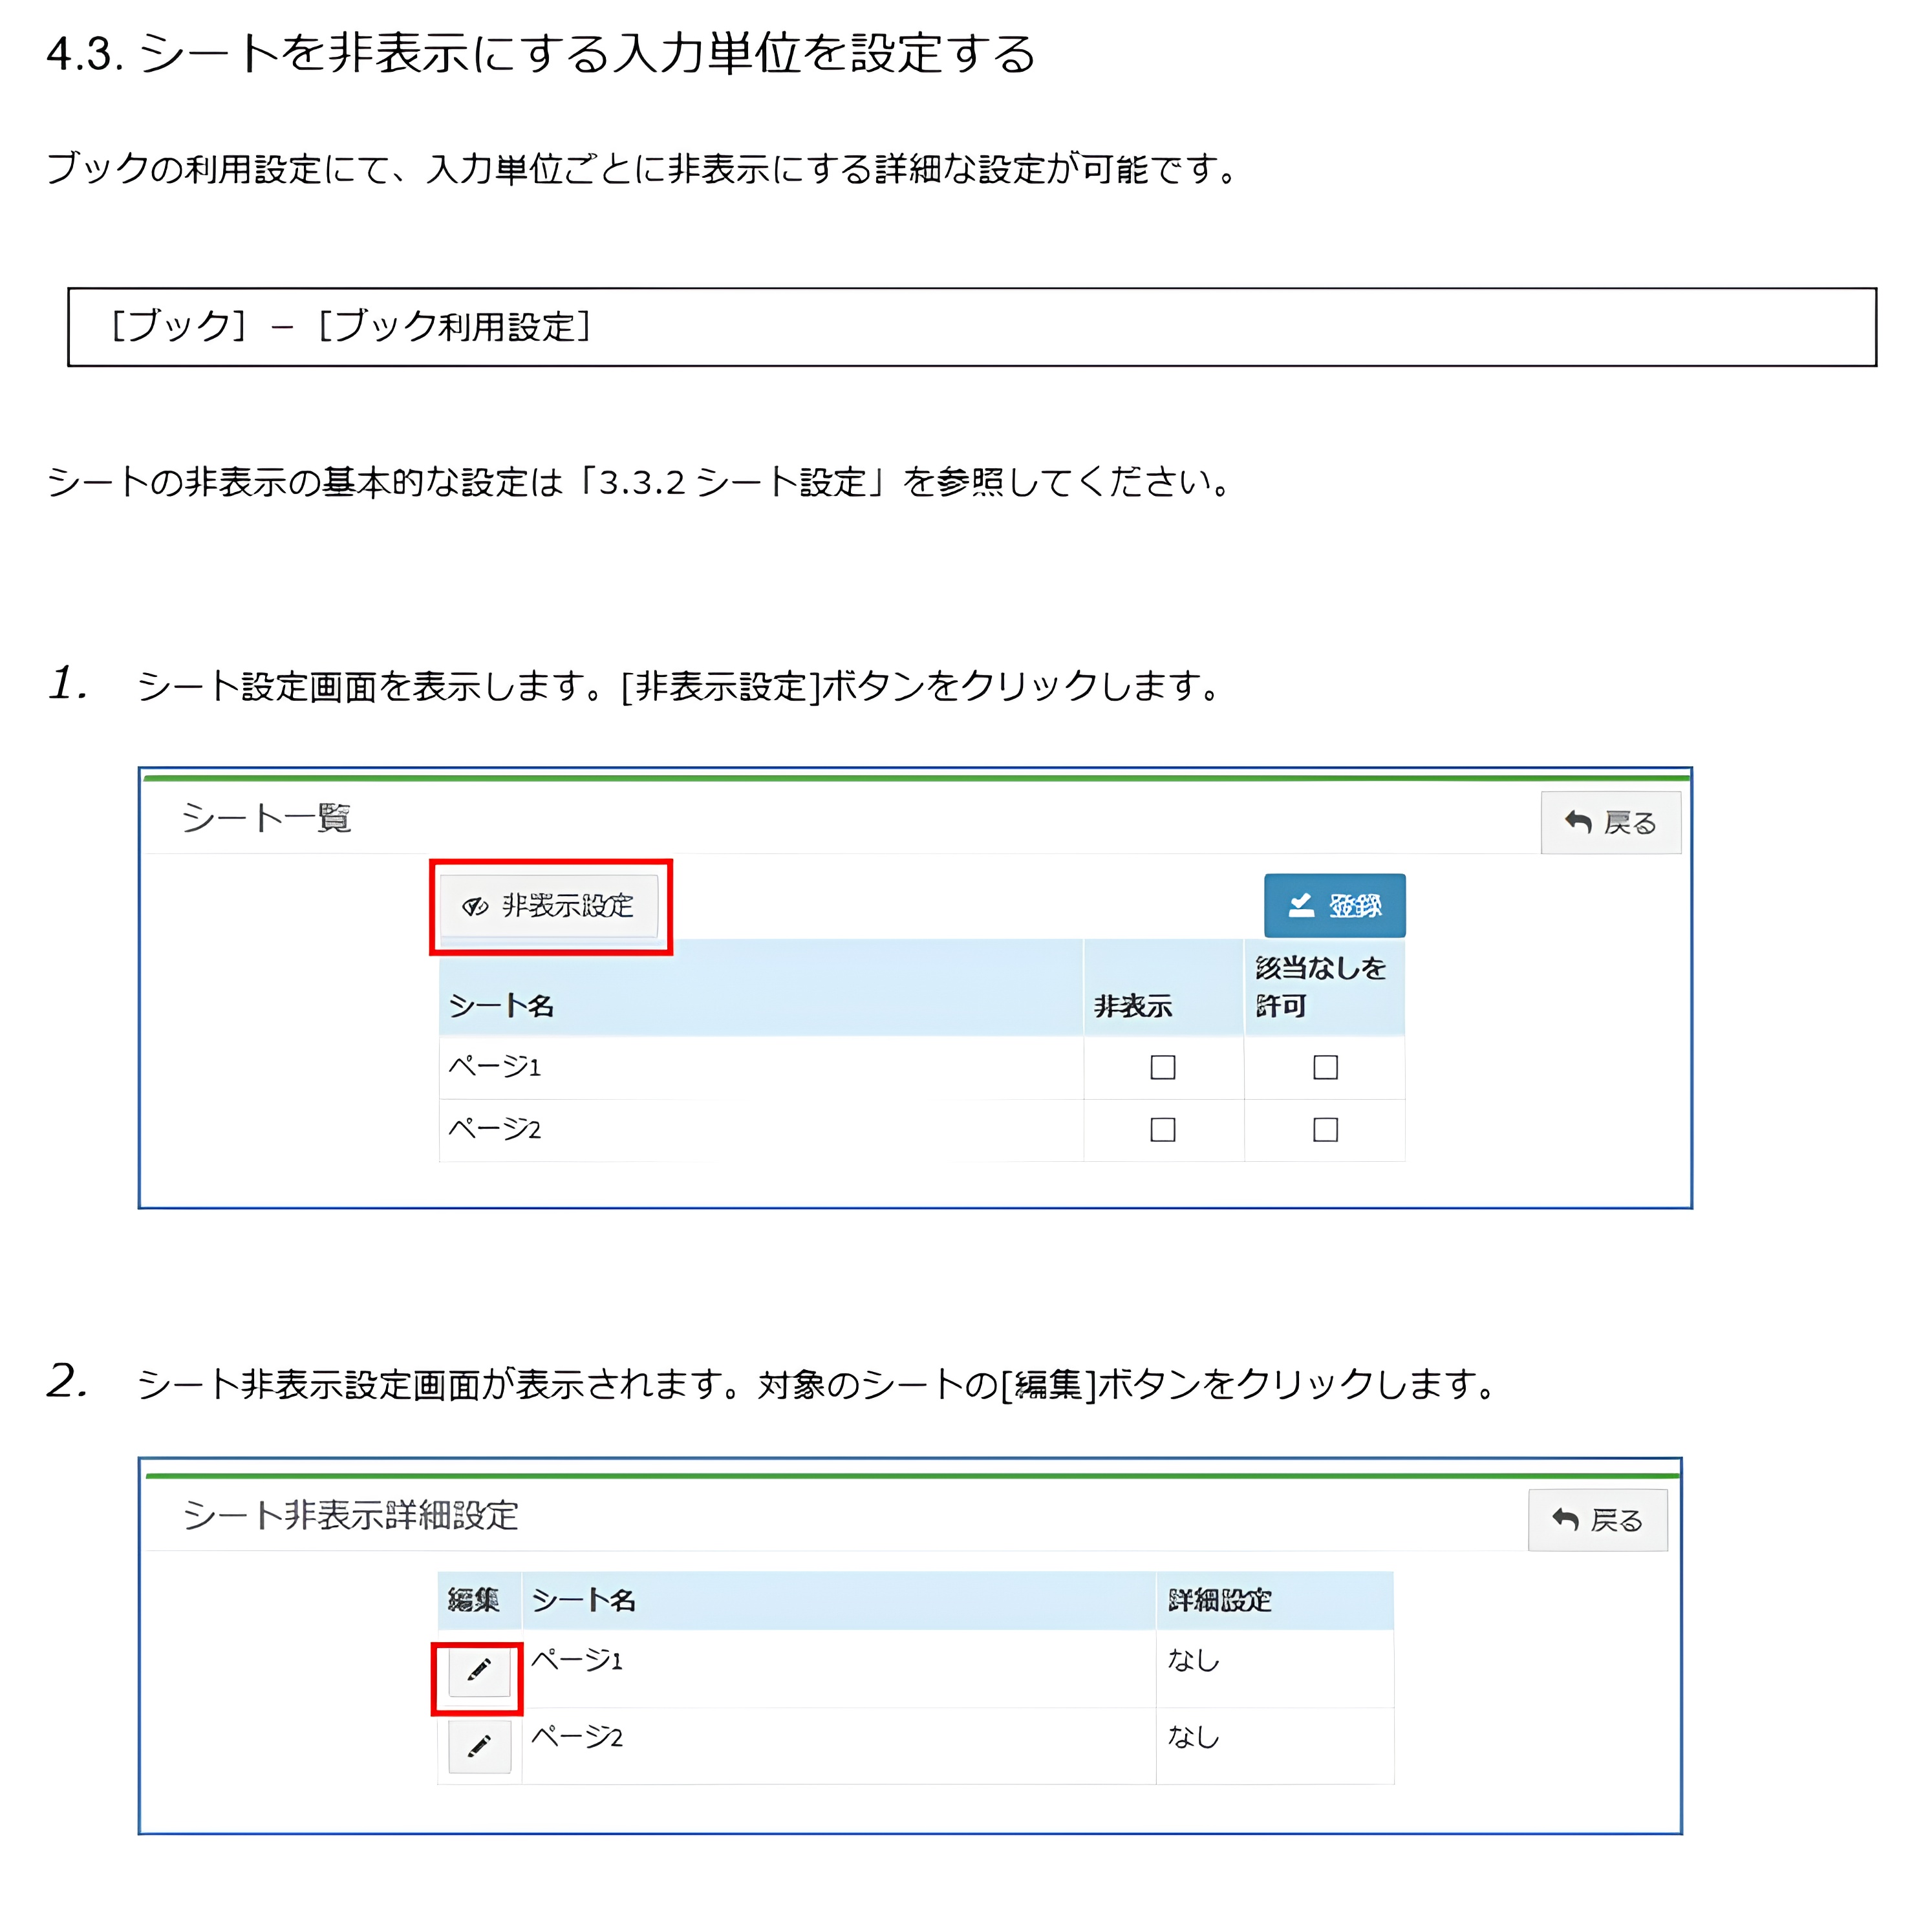 4.3. シートを非表示にする入力単位を設定する
ブックの利用設定にて、入力単位ごとに非表示にする詳細な設定が可能です。
[ブック] － [ブック利用設定]
シートの非表示の基本的な設定は「3.3.2 シート設定」を参照してください。
1. シート設定画面を表示します。[非表示設定]ボタンをクリックします。
シート一覧
戻る
非表示設定
登録
シート名 非表示 該当なしを
許可
ページ1
ページ2
2. シート非表示設定画面が表示されます。対象のシートの[編集]ボタンをクリックします。
シート非表示詳細設定
戻る
編集 シート名 詳細設定
ページ1 なし
ページ2 なし